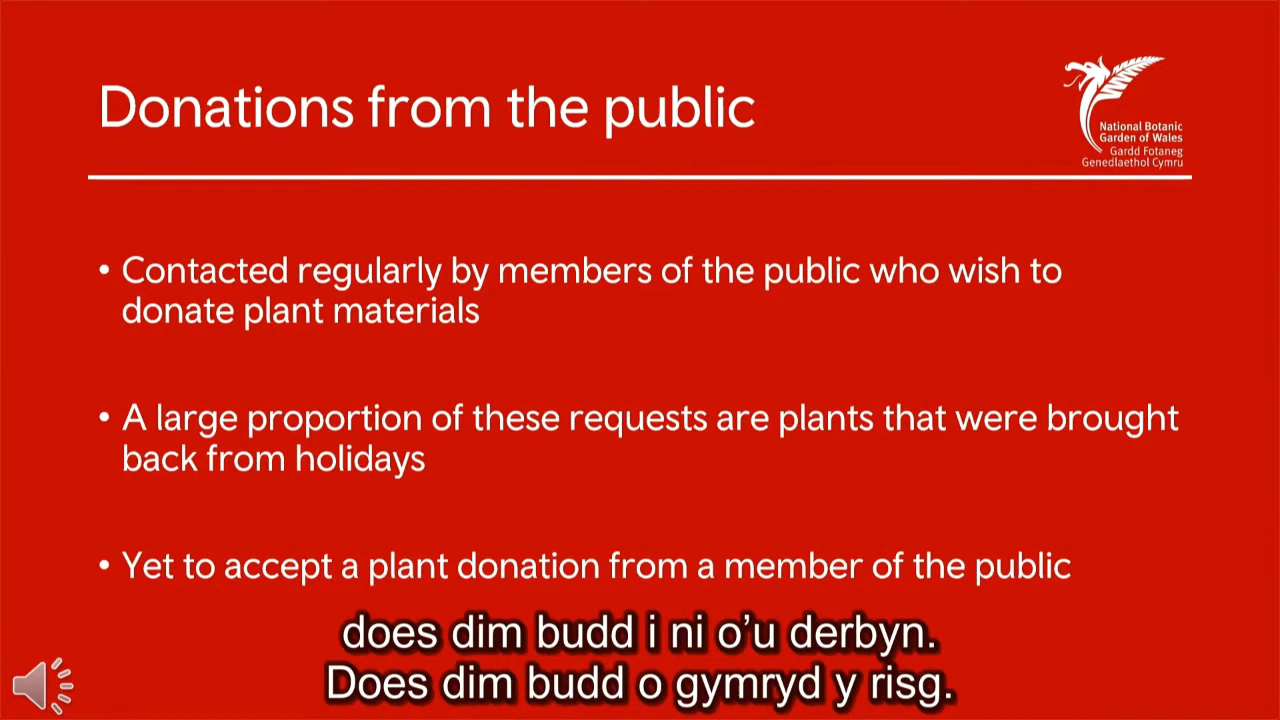 Donations from the public
National Botanic
Garden of Wales
Gardd Fotaneg
Genedlaethol Cymru
• Contacted regularly by members of the public who wish to
donate plant materials
• A large proportion of these requests are plants that were brought
back from holidays
• Yet to accept a plant donation from a member of the public
does dim budd i ni o’u derbyn.
Does dim budd o gymryd y risg.